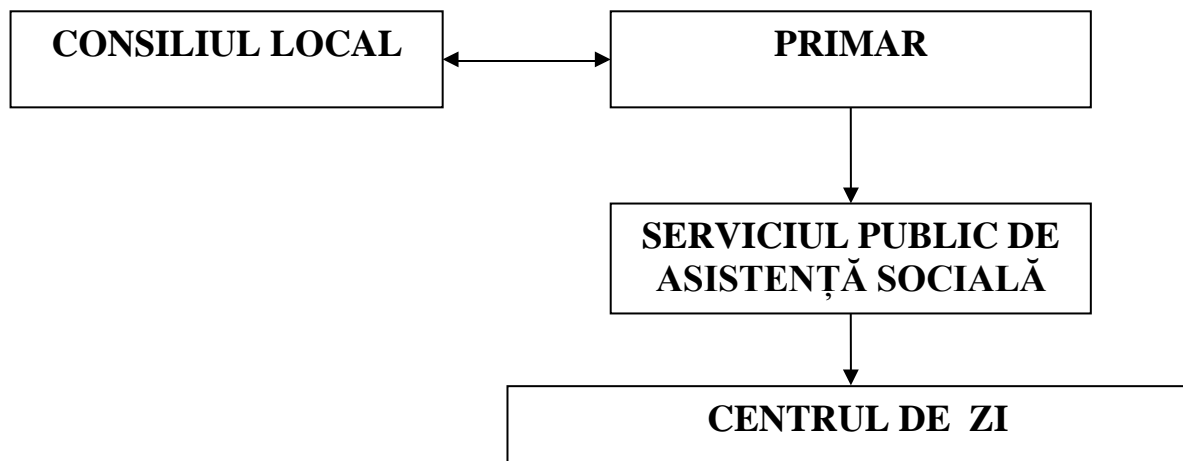 CONSILIUL LOCAL
PRIMAR
SERVICIUL PUBLIC DE
ASISTENȚĂ SOCIALĂ
CENTRUL DE ZI